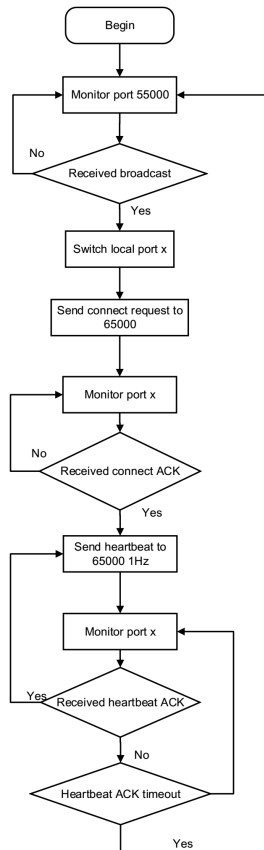 Begin
Monitor port 55000
No
Received broadcast
Yes
Switch local port x
Send connect request to
65000
Monitor port x
No
Received connect ACK
Yes
Send heartbeat to
65000 1Hz
Monitor port x
Yes
Received heartbeat ACK
No
Heartbeat ACK timeout
Yes